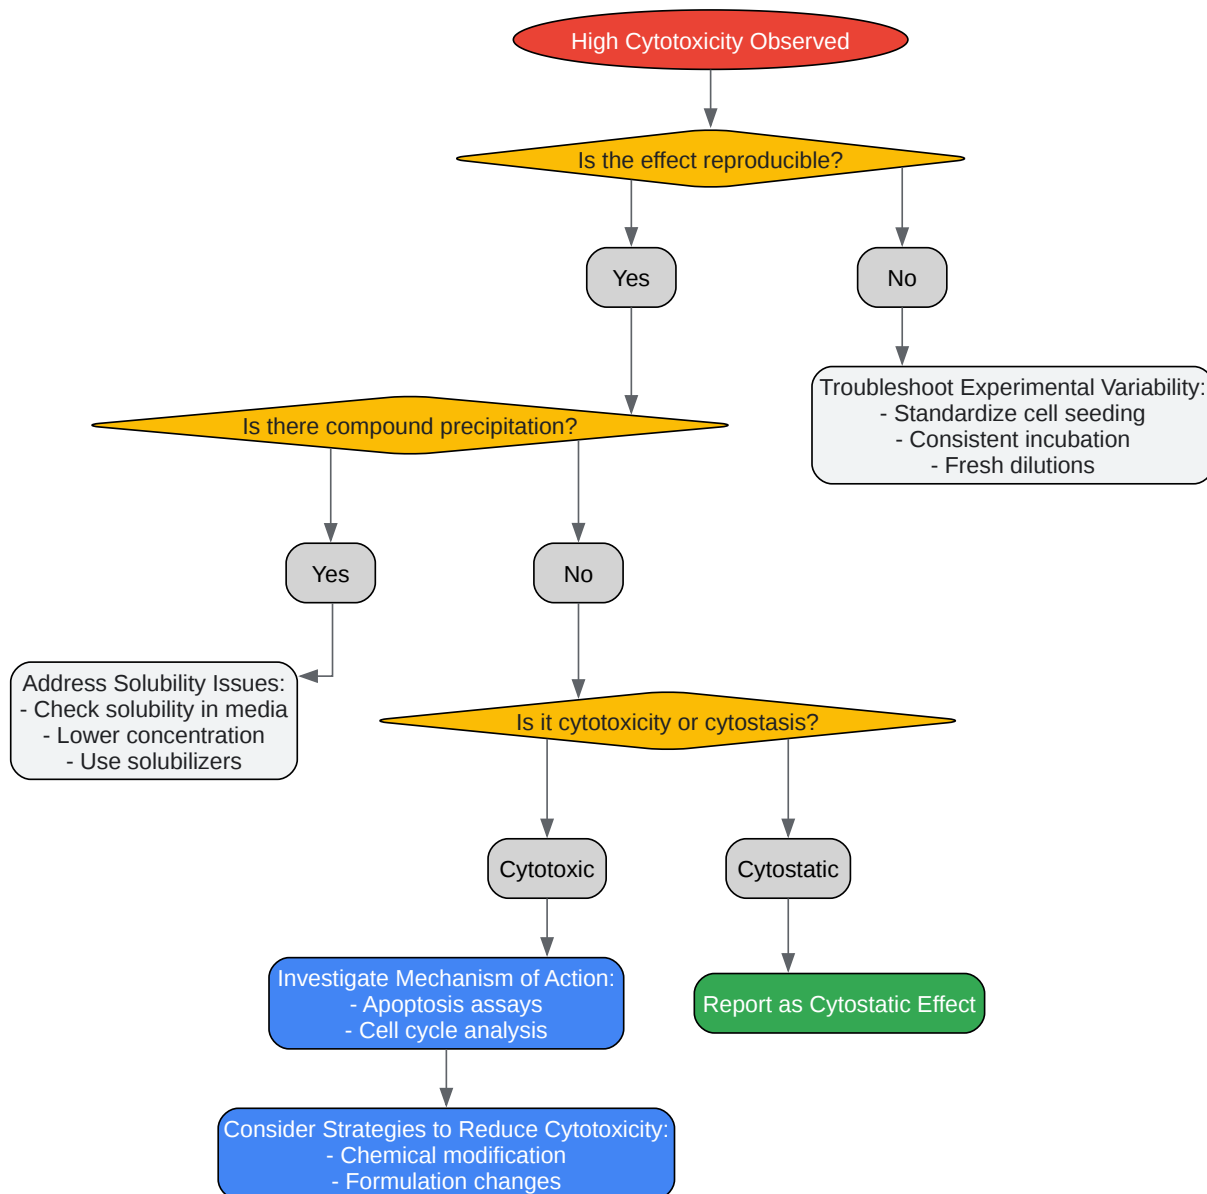 High Cytotoxicity Observed
Is the effect reproducible?
Yes
No
Troubleshoot Experimental Variability:
- Standardize cell seeding
- Consistent incubation
- Fresh dilutions
Is there compound precipitation?
Yes
No
Address Solubility Issues:
- Check solubility in media
- Lower concentration
- Use solubilizers
Is it cytotoxicity or cytostasis?
Cytotoxic
Cytostatic
Investigate Mechanism of Action:
- Apoptosis assays
- Cell cycle analysis
Report as Cytostatic Effect
Consider Strategies to Reduce Cytotoxicity:
- Chemical modification
- Formulation changes